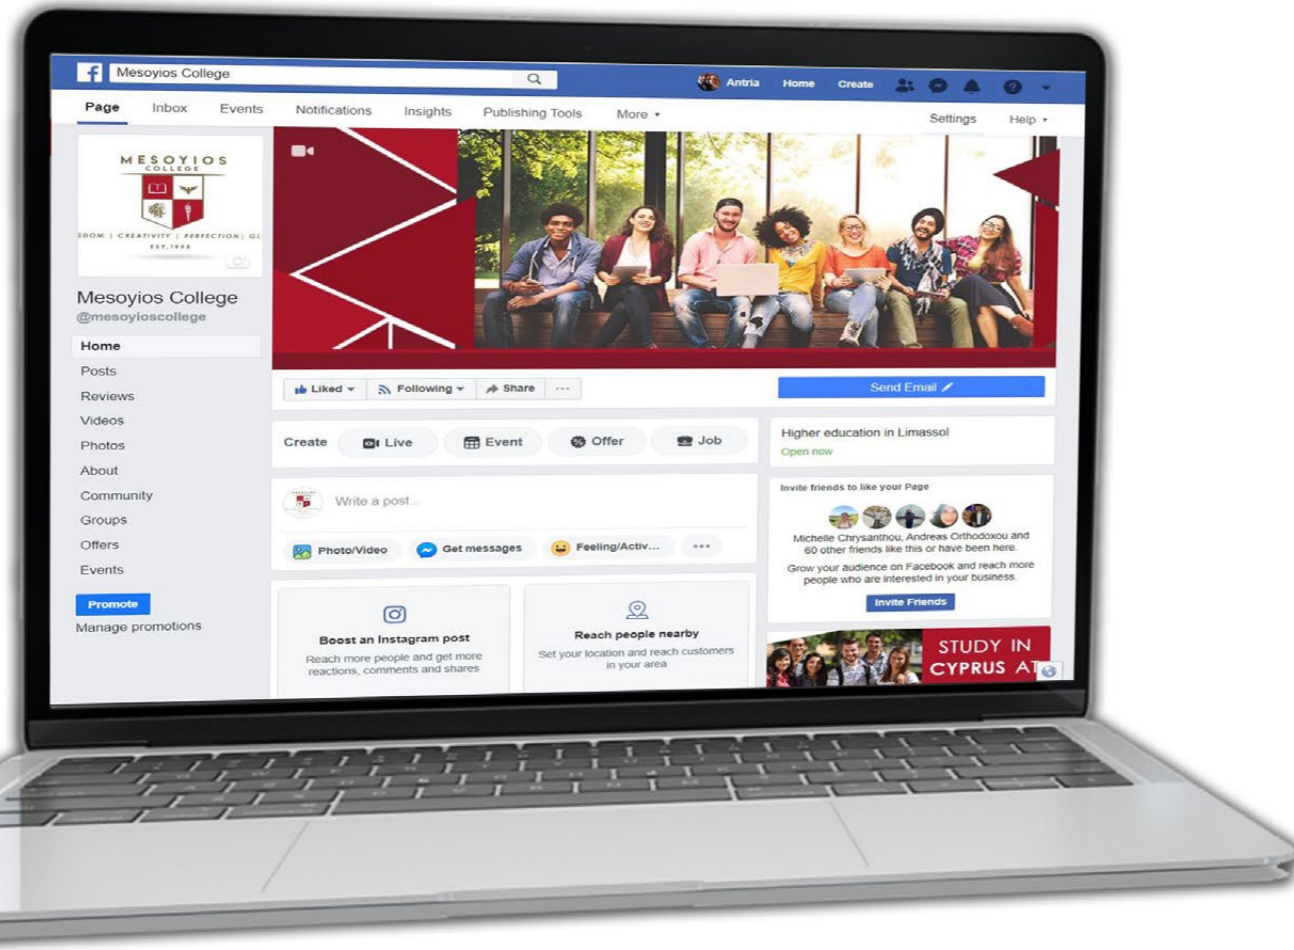 f
Mesoyios College
Antria
Home
Create
?
Page
Inbox
Events
Notifications
Insights
Publishing Tools
More
Settings
Help
MESOYIOS
COLLEGE
CREATIVITY | PERFECTION |
EST.1998
Mesoyios College
@mesoyioscollege
Home
Posts
Reviews
Videos
Photos
About
Community
Groups
Offers
Events
Promote
Manage promotions
Liked
Following
Share
...
Send Email
Create
Live
Event
Offer
Job
Write a post...
Photo/Video
Get messages
Feeling/Activ...
...
Boost an Instagram post
Reach more people and get more
reactions, comments and shares
Reach people nearby
Set your location and reach customers
in your area
Higher education in Limassol
Open now
Invite friends to like your Page
Michelle Chrysanthou, Andreas Orthodoxou and
60 other friends like this or have been here.
Grow your audience on Facebook and reach more
people who are interested in your business.
Invite Friends
STUDY IN
CYPRUS AT